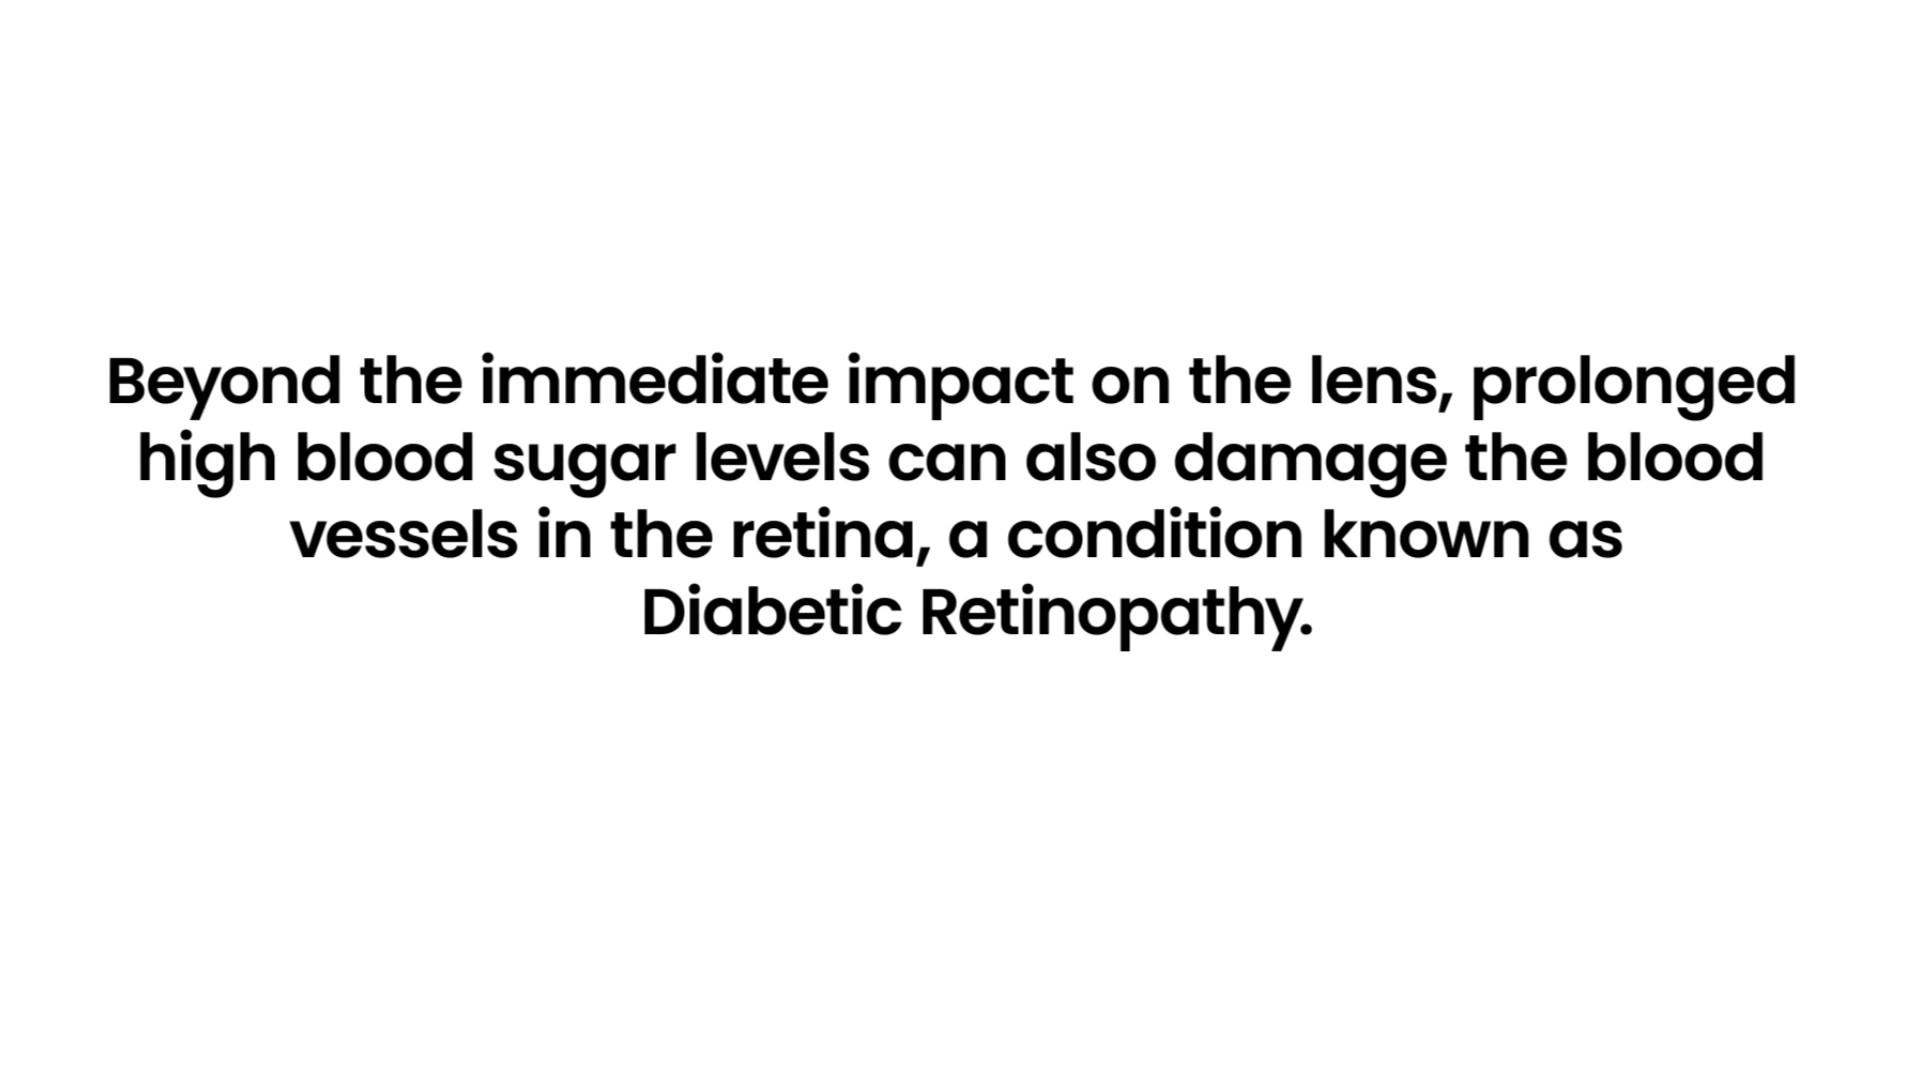 Beyond the immediate impact on the lens, prolonged
high blood sugar levels can also damage the blood
vessels in the retina, a condition known as
Diabetic Retinopathy.